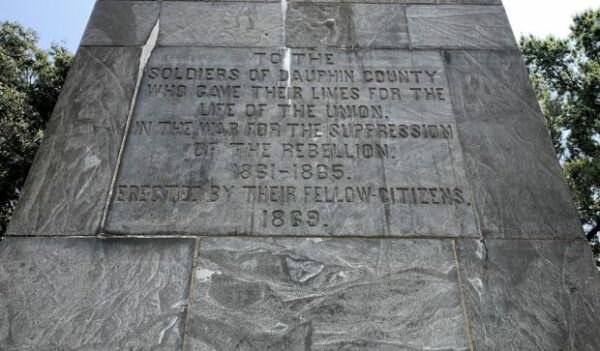 TO THE
SOLDIERS OF DAUPHIN COUNTY
WHO GAVE THEIR LIVES FOR THE
LIFE OF THE UNION.
IN THE WAR FOR THE SUPPRESSION
OF THE REBELLION.
1861-1865.
ERECTED BY THEIR FELLOW-CITIZENS.
1869.